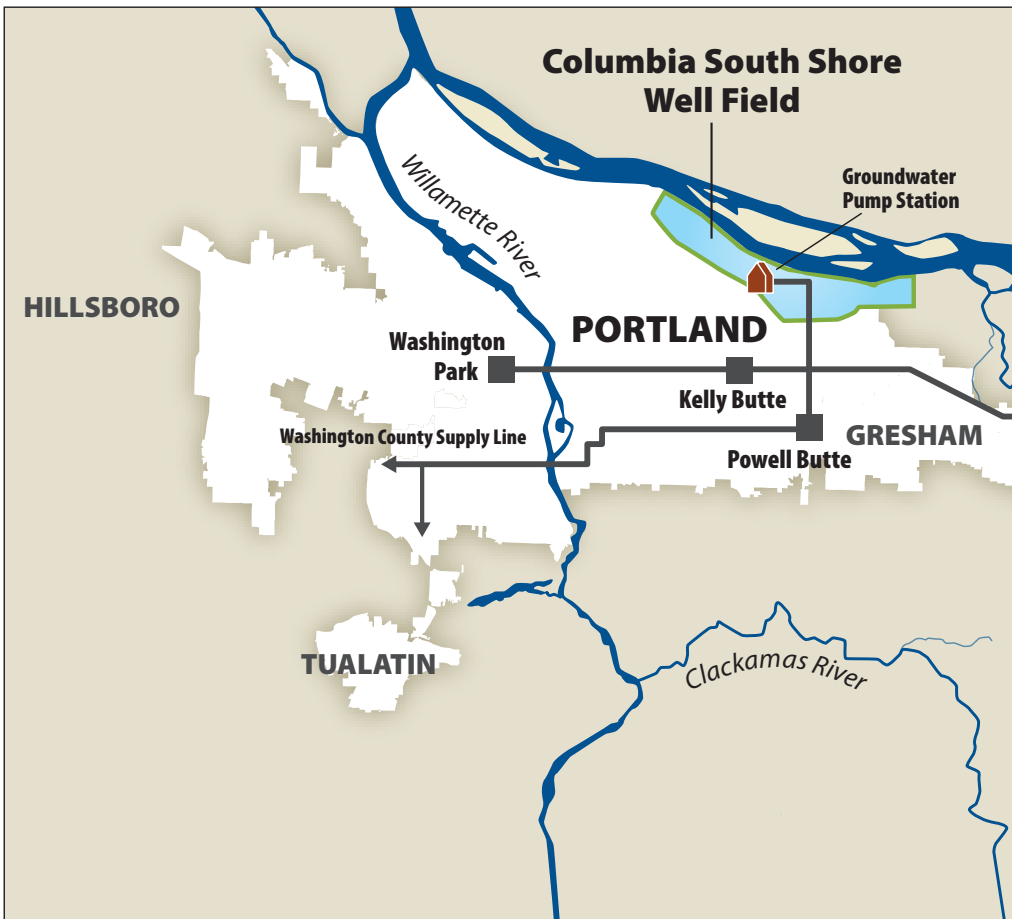 Columbia South Shore
Well Field
Groundwater
Pump Station
Willamette River
HILLSBORO
PORTLAND
Washington
Park
Kelly Butte
Washington County Supply Line
GRESHAM
Powell Butte
TUALATIN
Clackamas River